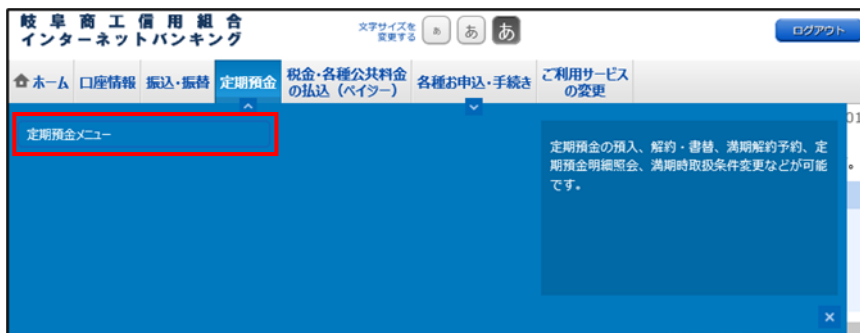 岐阜商工信用組合
インターネットバンキング
文字サイズを
変更する
あ あ あ
ログアウト
ホーム 口座情報 振込・振替 定期預金 税金・各種公共料金の払込（ペイジー） 各種お申込・手続き ご利用サービスの変更
01
定期預金メニュー
定期預金の預入、解約・書替、満期解約予約、定
期預金明細照会、満期時取扱条件変更などが可能
です。